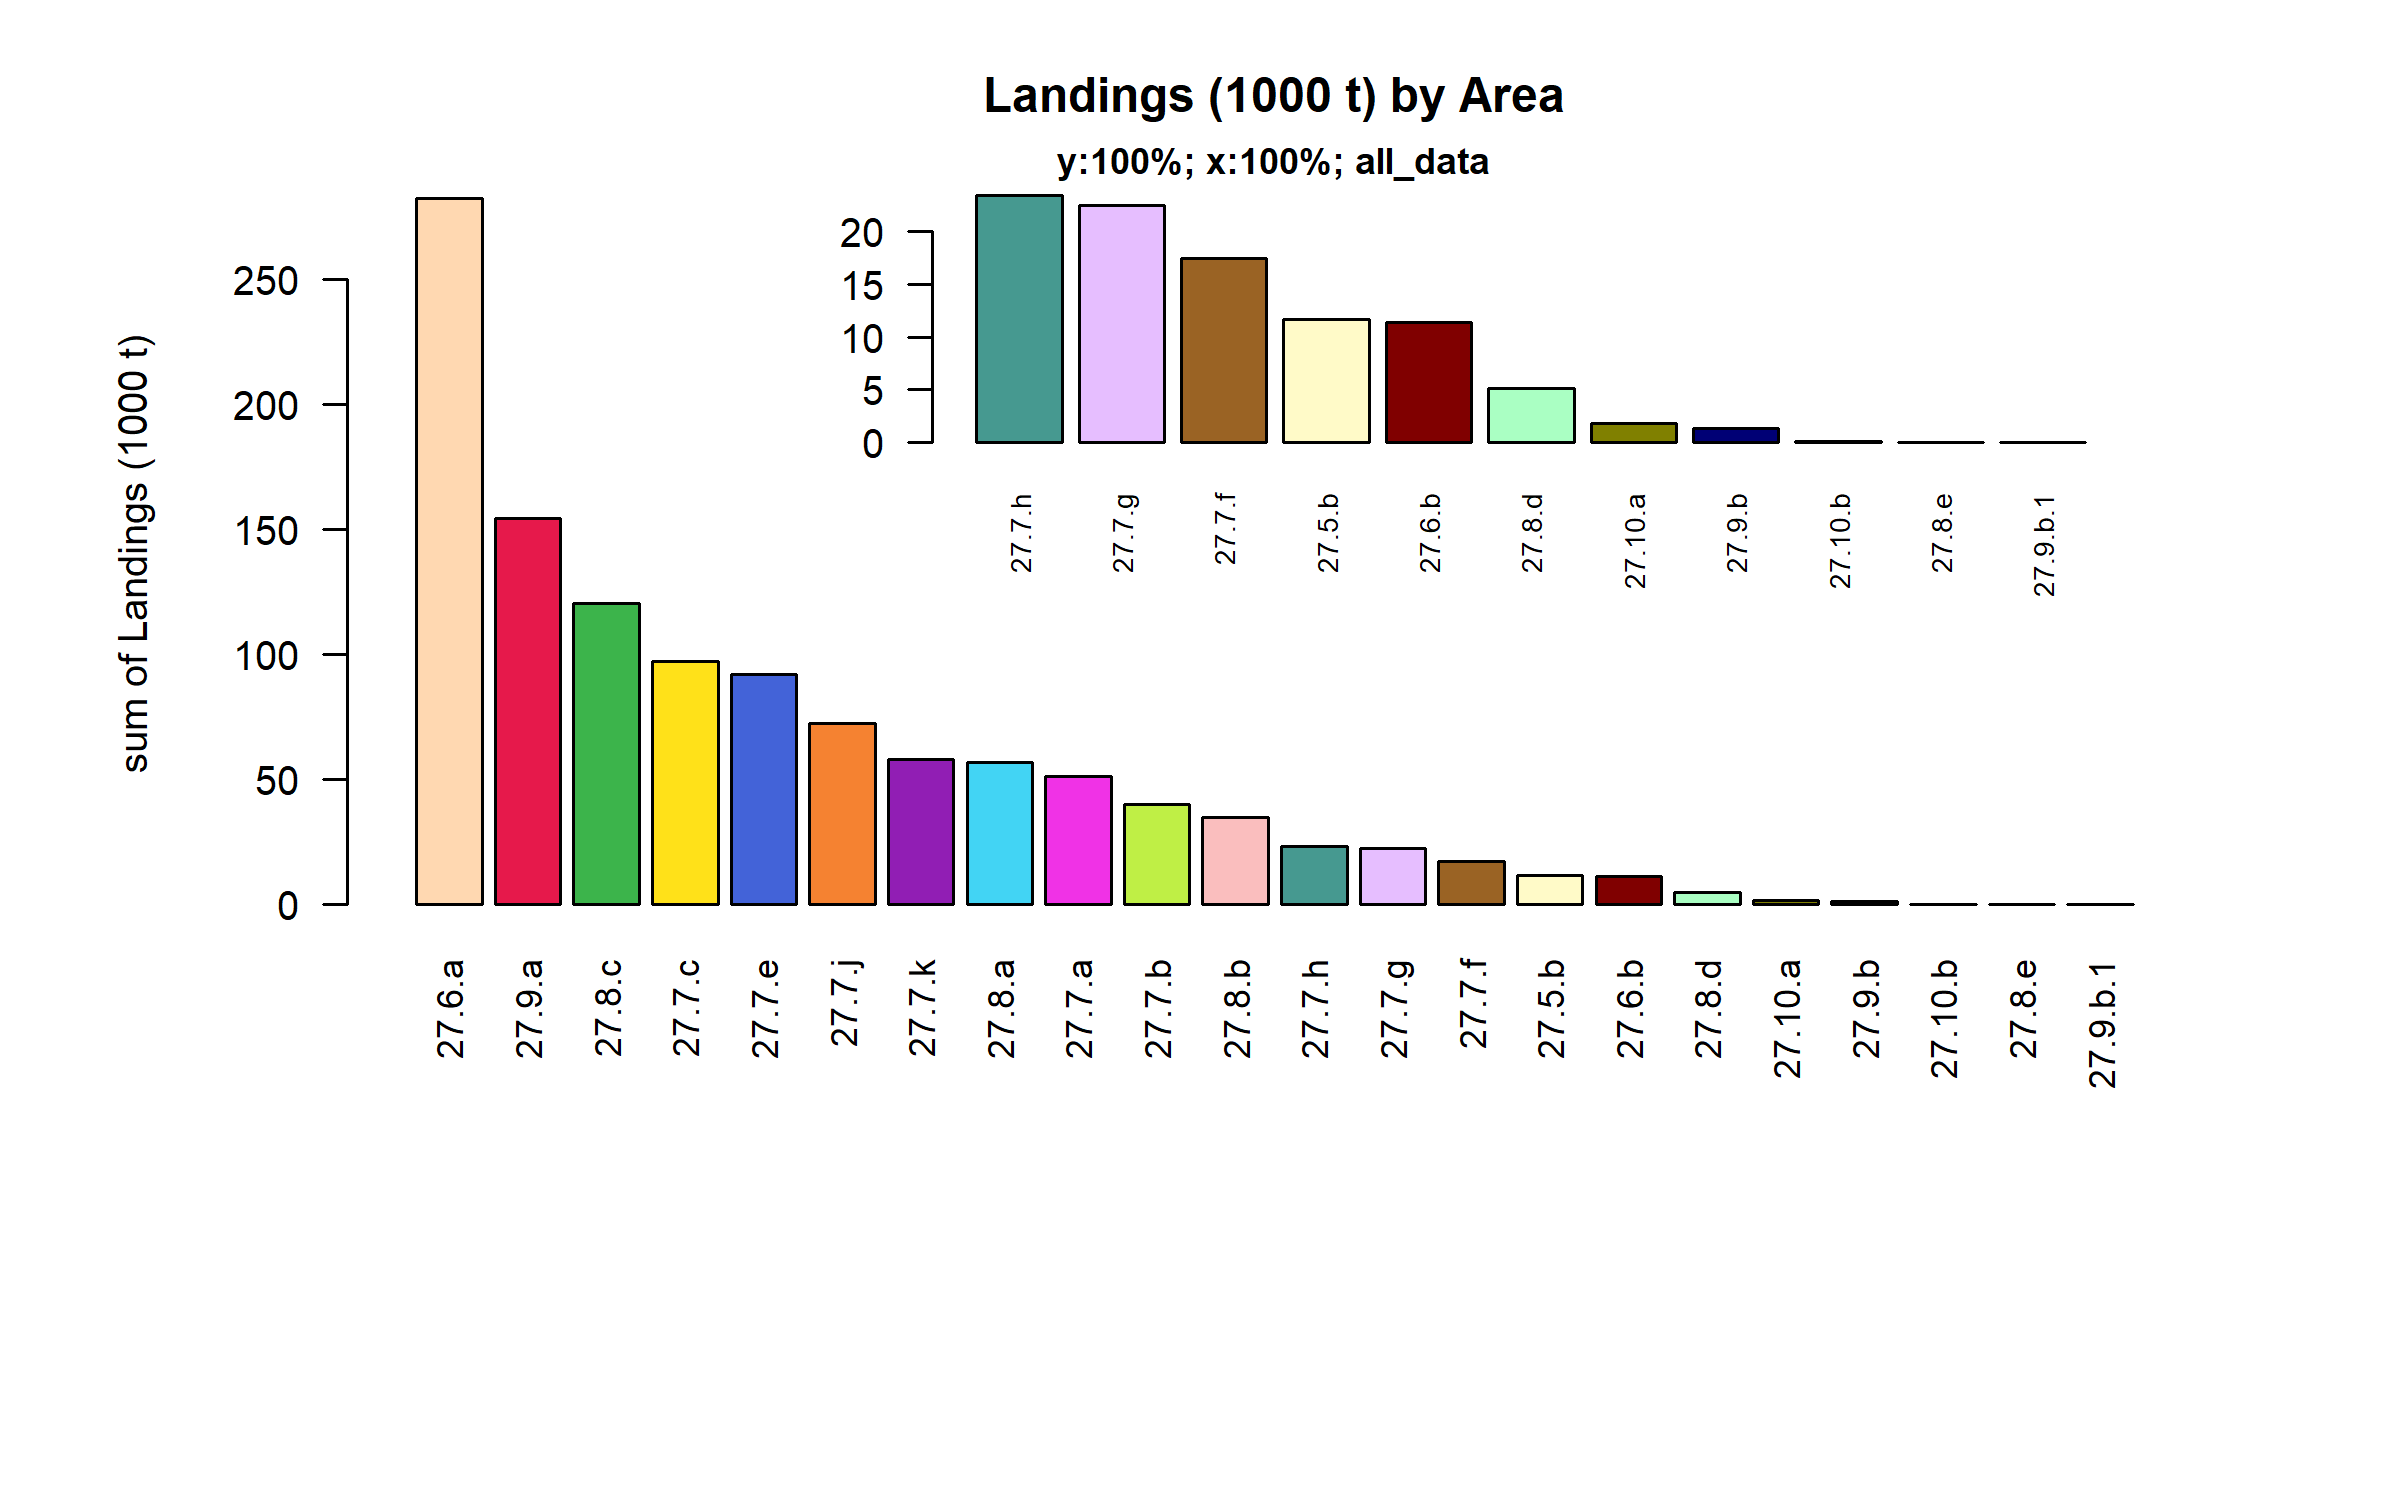 Landings (1000 t) by Area
y:100%; x:100%; all_data
20
15
10
5
0
27.7.h
27.7.g
27.7.f
27.5.b
27.6.b
27.8.d
27.10.a
27.9.b
27.10.b
27.8.e
27.9.b.1
sum of Landings (1000 t)
250
200
150
100
50
0
27.6.a
27.9.a
27.8.c
27.7.c
27.7.e
27.7.j
27.7.k
27.8.a
27.7.a
27.7.b
27.8.b
27.7.h
27.7.g
27.7.f
27.5.b
27.6.b
27.8.d
27.10.a
27.9.b
27.10.b
27.8.e
27.9.b.1